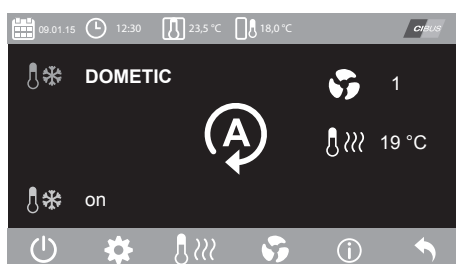 09.01.15 12:30 23,5 °C 18,0 °C CIBUS
DOMETIC 1
A
19 °C
on